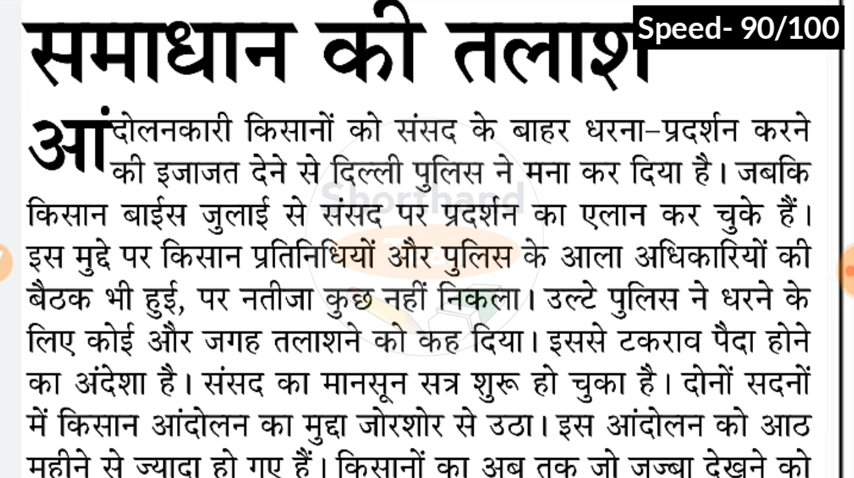 समाधान की तलाश
Speed- 90/100
आंदोलनकारी किसानों को संसद के बाहर धरना-प्रदर्शन करने
की इजाजत देने से दिल्ली पुलिस ने मना कर दिया है। जबकि
किसान बाईस जुलाई से संसद पर प्रदर्शन का एलान कर चुके हैं।
इस मुद्दे पर किसान प्रतिनिधियों और पुलिस के आला अधिकारियों की
बैठक भी हुई, पर नतीजा कुछ नहीं निकला। उल्टे पुलिस ने धरने के
लिए कोई और जगह तलाशने को कह दिया। इससे टकराव पैदा होने
का अंदेशा है। संसद का मानसून सत्र शुरू हो चुका है। दोनों सदनों
में किसान आंदोलन का मुद्दा जोरशोर से उठा। इस आंदोलन को आठ
महीने से ज्यादा हो गए हैं। किसानों का अब तक जो जज्बा देखने को
Shorthand